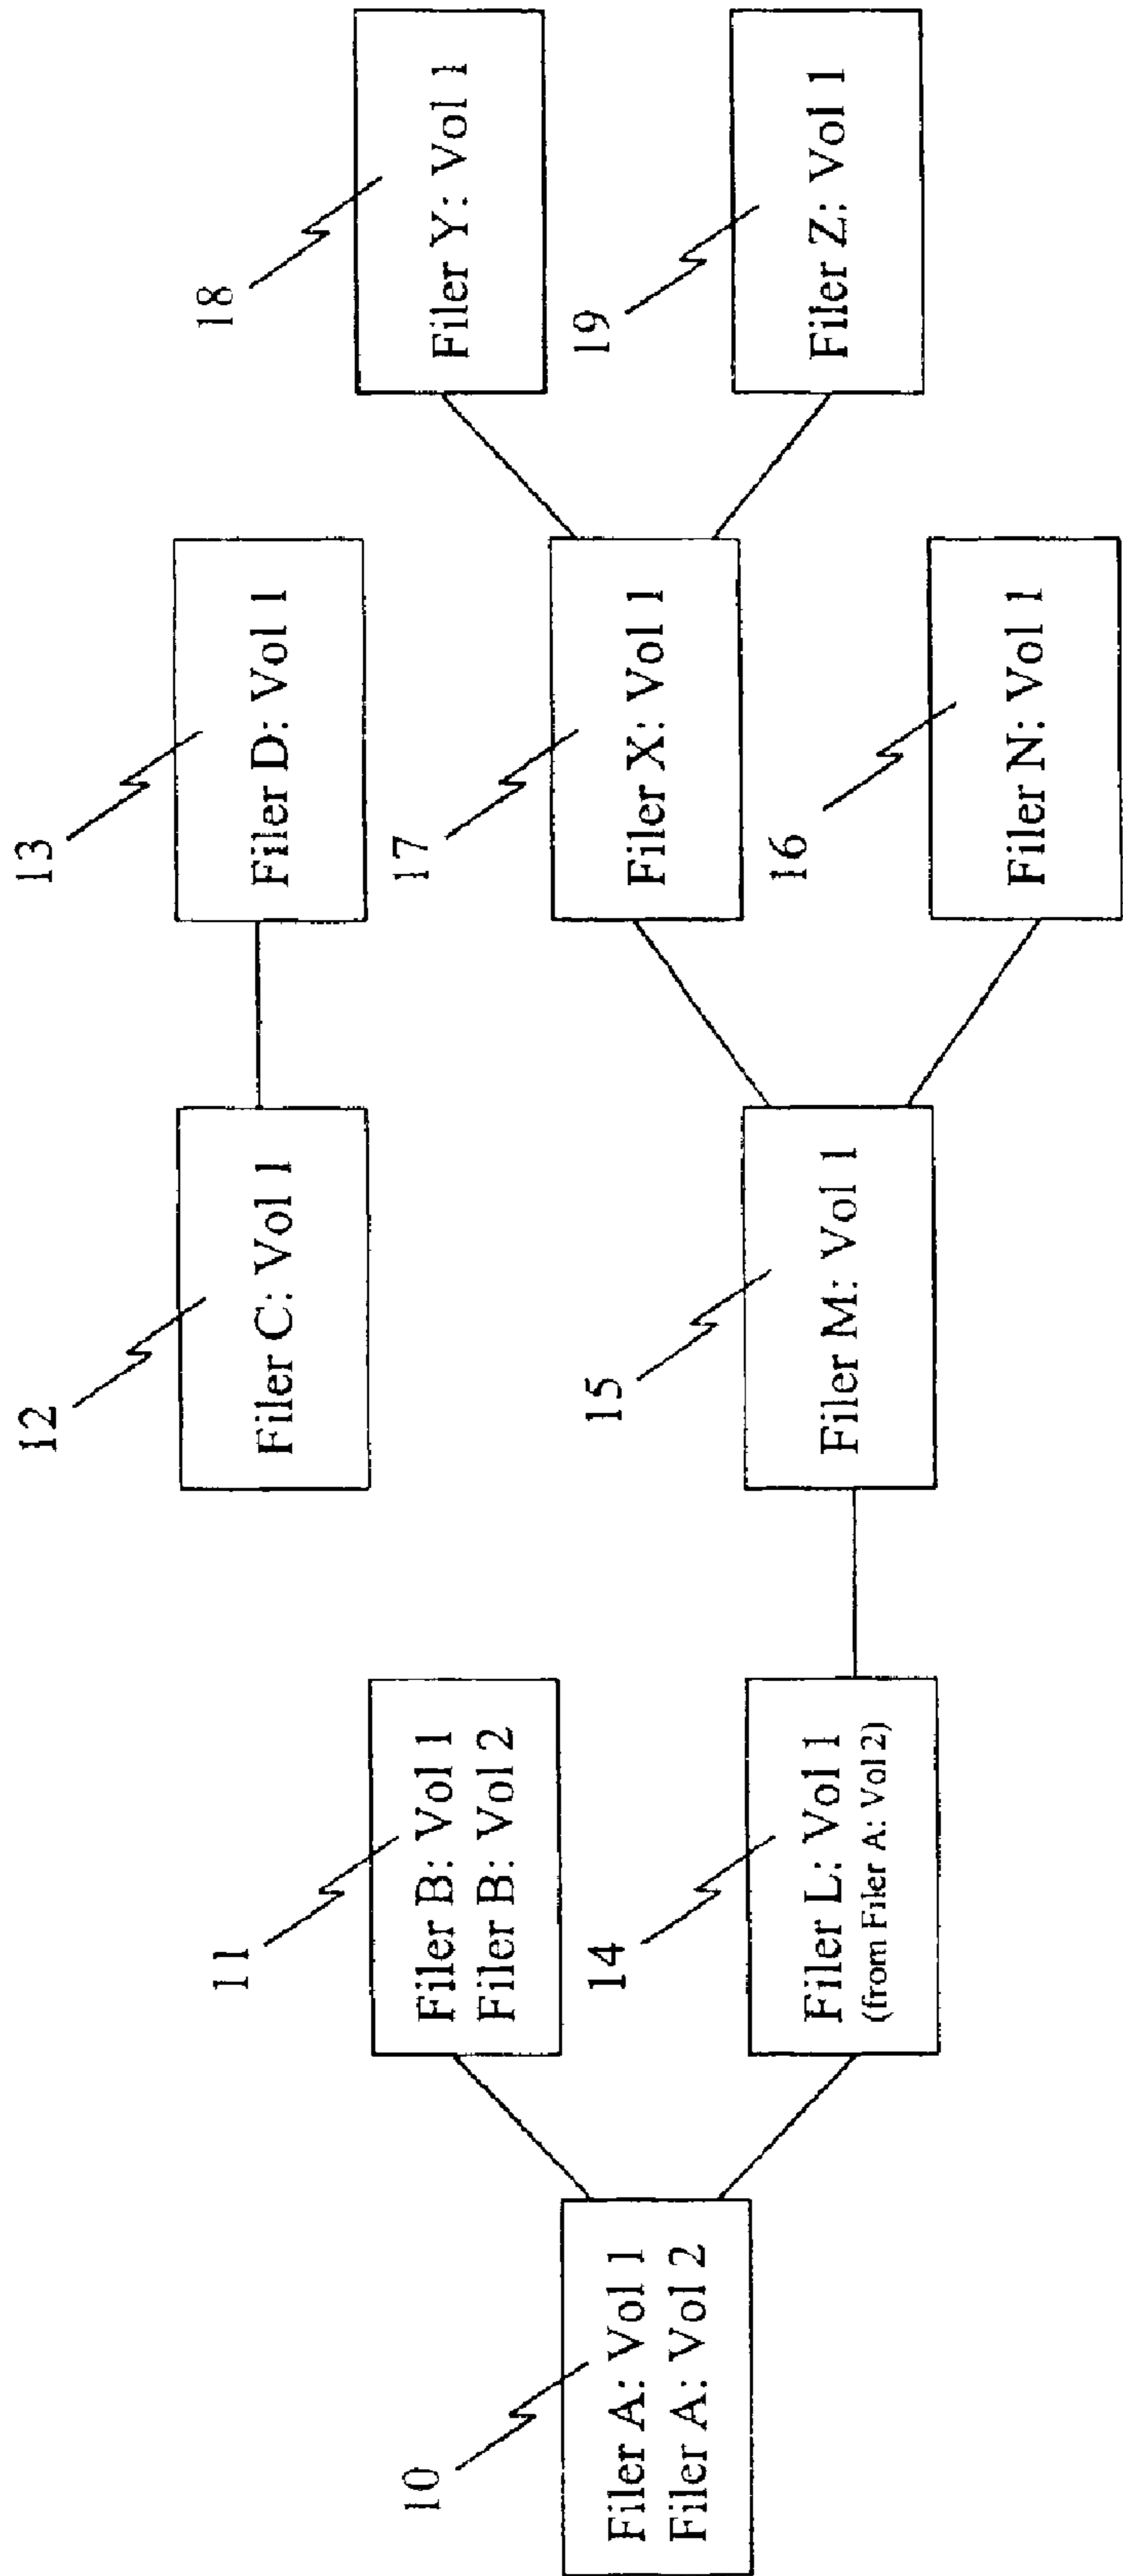 10
Filer A: Vol 1
Filer A: Vol 2
11
Filer B: Vol 1
Filer B: Vol 2
12
Filer C: Vol 1
13
Filer D: Vol 1
14
Filer L: Vol 1
(from Filer A: Vol 2)
15
Filer M: Vol 1
16
Filer N: Vol 1
17
Filer X: Vol 1
18
Filer Y: Vol 1
19
Filer Z: Vol 1